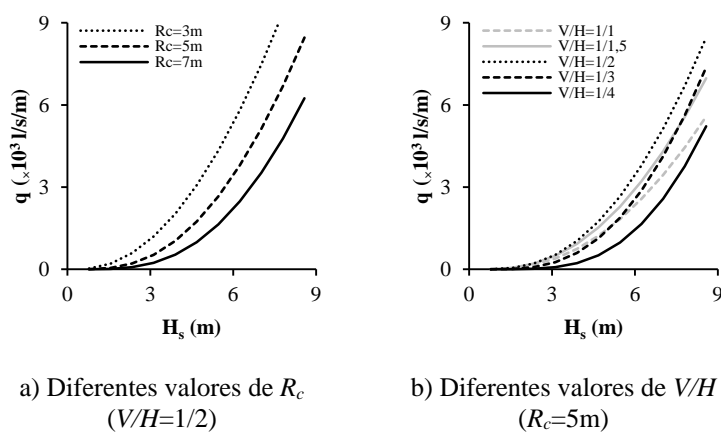 9
6
3
0
q (×10³ l/s/m)
Rc=3m
Rc=5m
Rc=7m
0 3 6 9
Hs (m)
a) Diferentes valores de Rc
(V/H=1/2)
9
6
3
0
q (×10³ l/s/m)
V/H=1/1
V/H=1/1,5
V/H=1/2
V/H=1/3
V/H=1/4
0 3 6 9
Hs (m)
b) Diferentes valores de V/H
(Rc=5m)